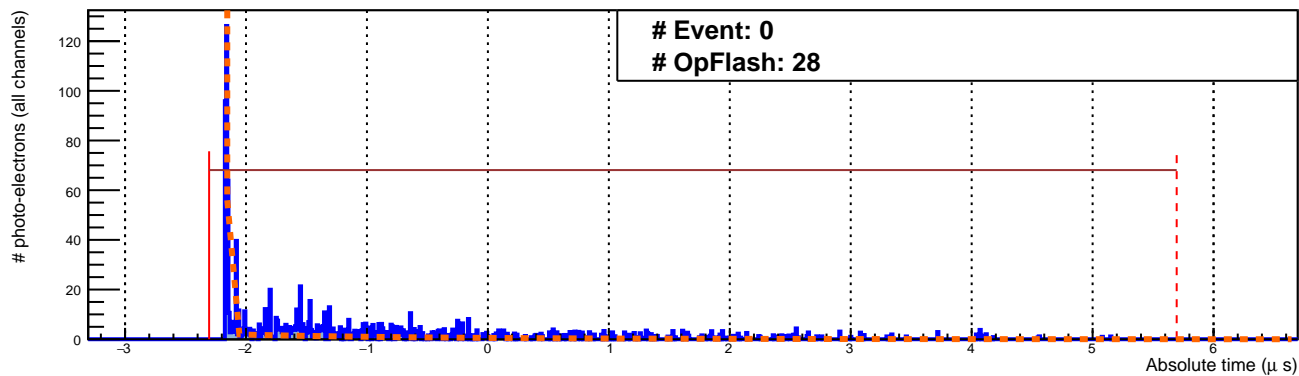 # Event: 0
# OpFlash: 28
# photo-electrons (all channels)
120
100
80
60
40
20
0
−3 −2 −1 0 1 2 3 4 5 6
Absolute time (μ s)